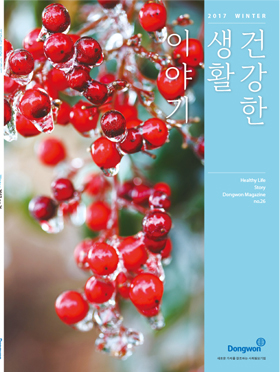 2017 WINTER
건강한
생활
이야기
Healthy Life
Story
Dongwon Magazine
no.26
Dongwon